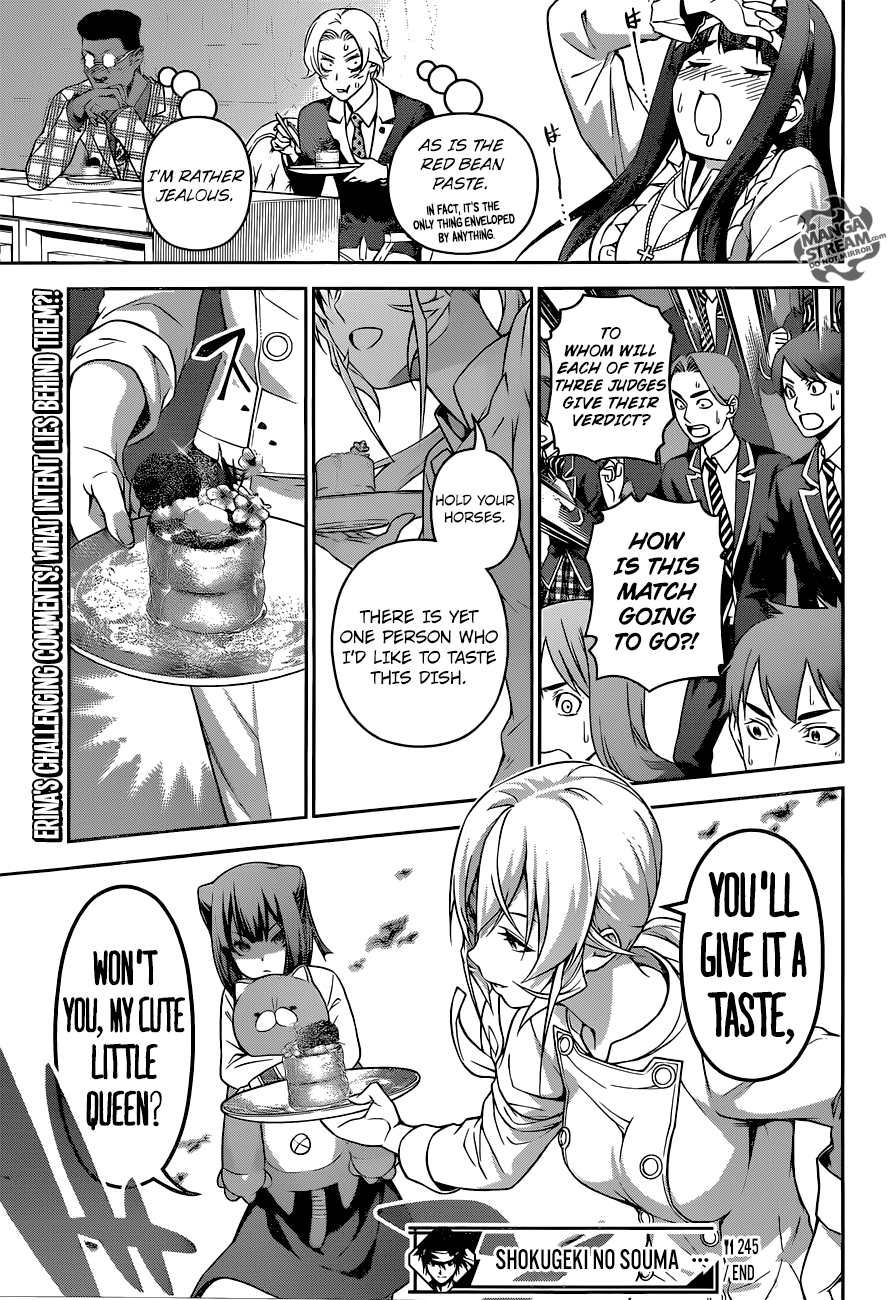 AS IS THE
RED BEAN
PASTE.
IN FACT, IT'S THE
ONLY THING ENVELOPED
BY ANYTHING.
I'M RATHER
JEALOUS.
MANGA
STREAM.com
DO NOT MIRROR
TO
WHOM WILL
EACH OF THE
THREE JUDGES
GIVE THEIR
VERDICT?
HOW
IS THIS
MATCH
GOING
TO GO?!
HOLD YOUR
HORSES.
THERE IS YET
ONE PERSON WHO
I'D LIKE TO TASTE
THIS DISH.
ス
ERINA'S CHALLENGING COMMENTS! WHAT INTENT LIES BEHIND THEM?!
YOU'LL
GIVE IT A
TASTE,
WON'T
YOU, MY CUTE
LITTLE
QUEEN?
SHOKUGEKI NO SOUMA ...
245
/ END